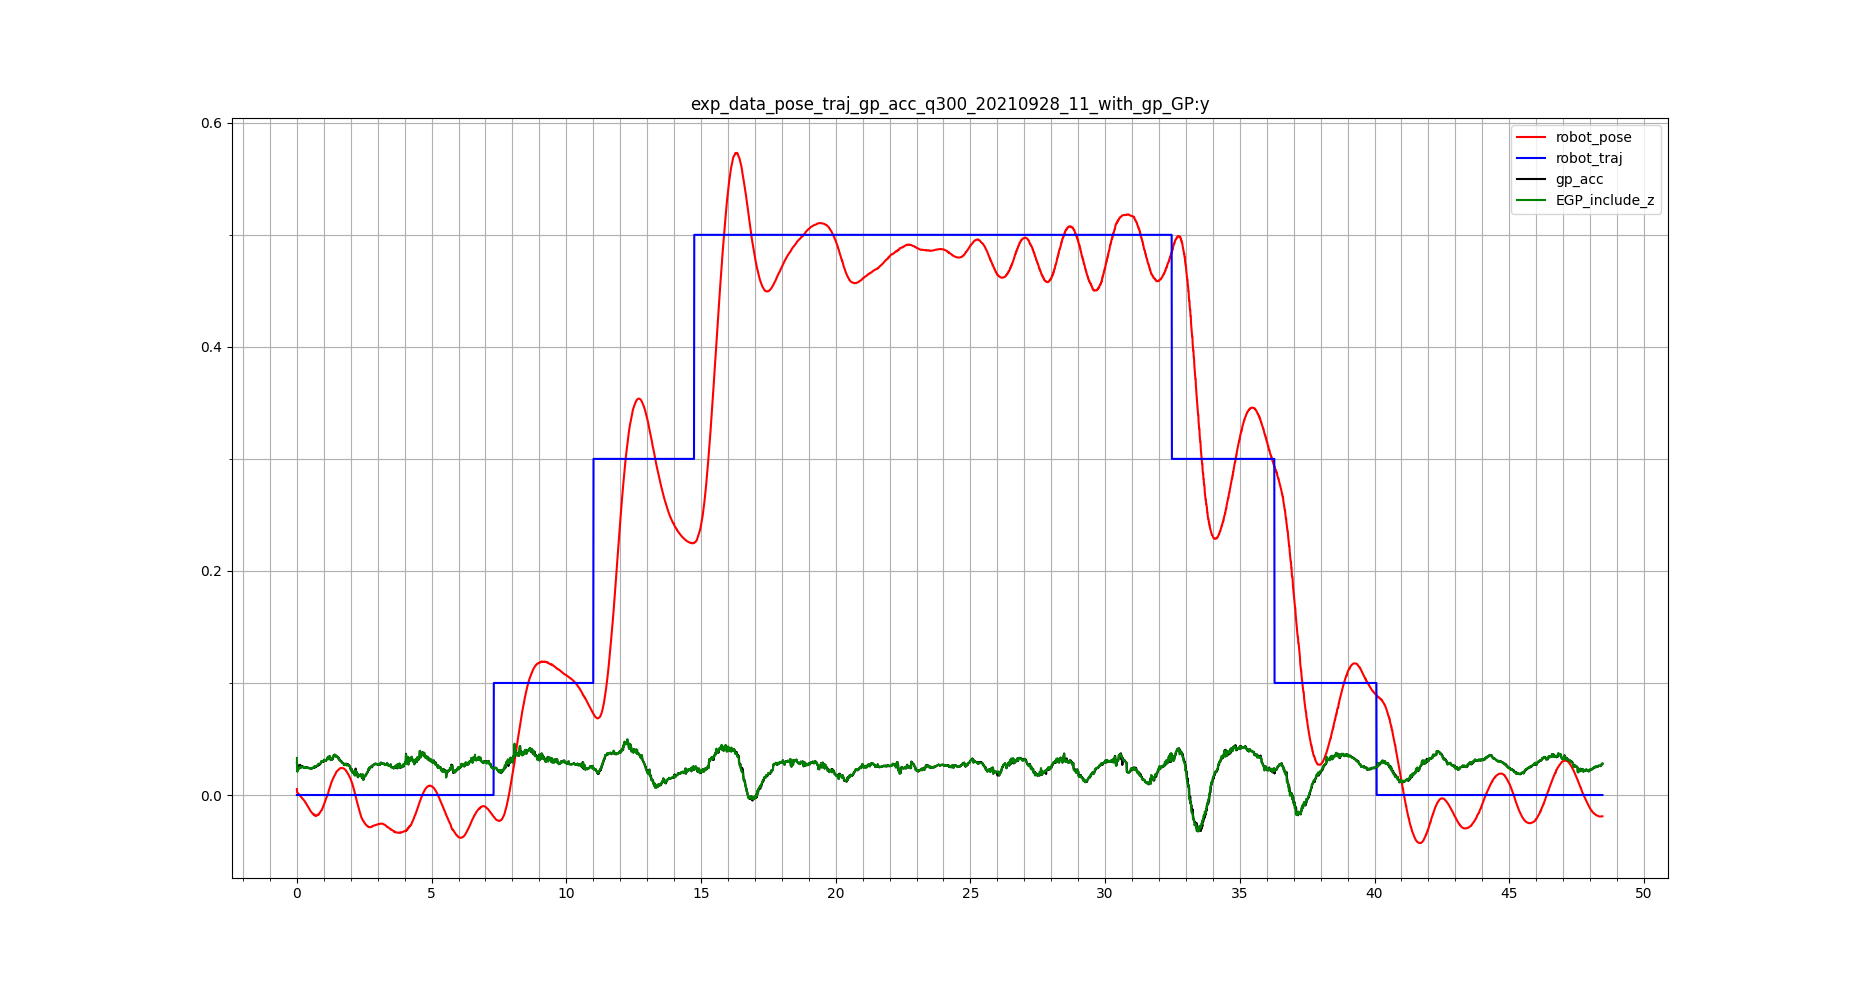 exp_data_pose_traj_gp_acc_q300_20210928_11_with_gp_GP:y
robot_pose
robot_traj
gp_acc
EGP_include_z
0.6
0.4
0.2
0.0
0 5 10 15 20 25 30 35 40 45 50